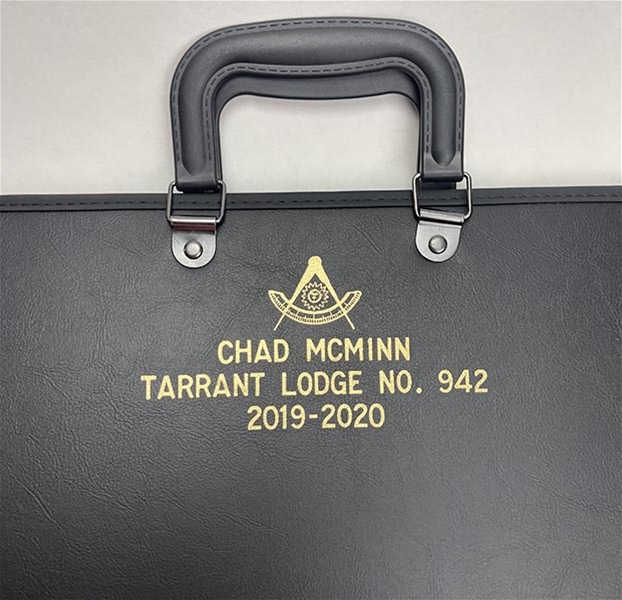 CHAD MCMINN
TARRANT LODGE NO. 942
2019-2020